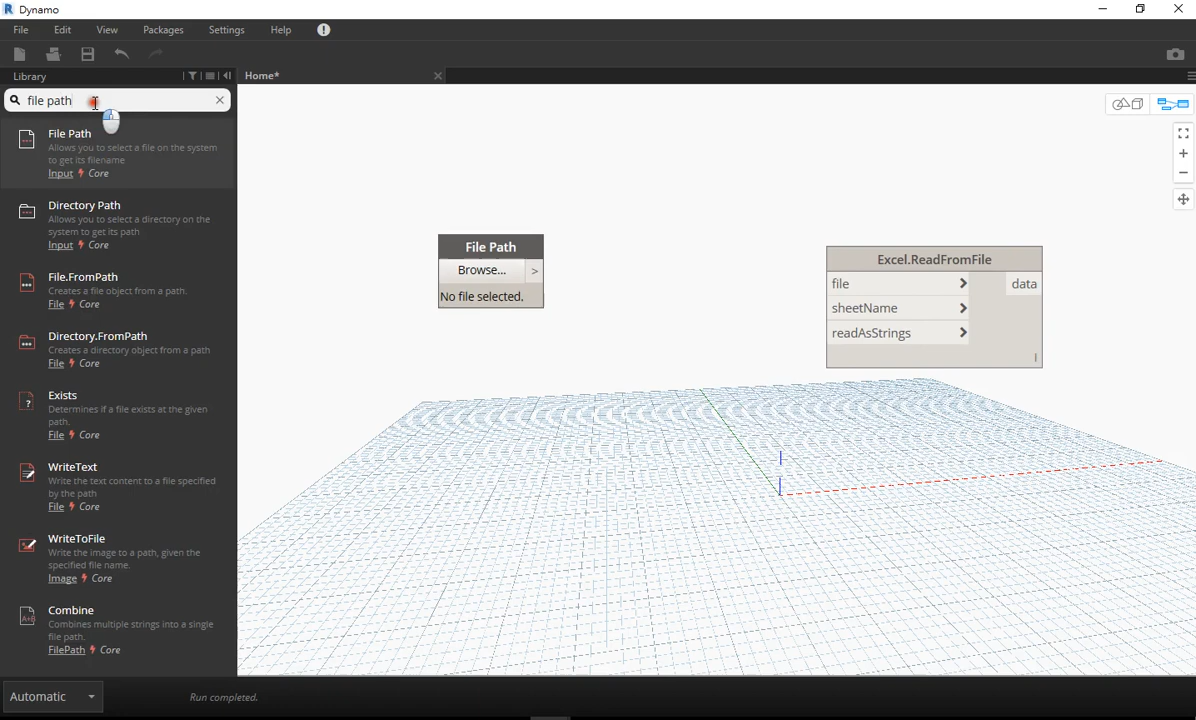 Dynamo
File Edit View Packages Settings Help
Library
Home*
file path
File Path
Allows you to select a file on the system
to get its filename
Input Core
Directory Path
Allows you to select a directory on the
system to get its path
Input Core
File.FromPath
Creates a file object from a path.
File Core
Directory.FromPath
Creates a directory object from a path
File Core
Exists
Determines if a file exists at the given
path.
File Core
WriteText
Write the text content to a file specified
by the path
File Core
WriteToFile
Write the image to a path, given the
specified file name.
Image Core
Combine
Combines multiple strings into a single
file path.
FilePath Core
File Path
Browse... >
No file selected.
Excel.ReadFromFile
file > data
sheetName >
readAsStrings >
Automatic
Run completed.